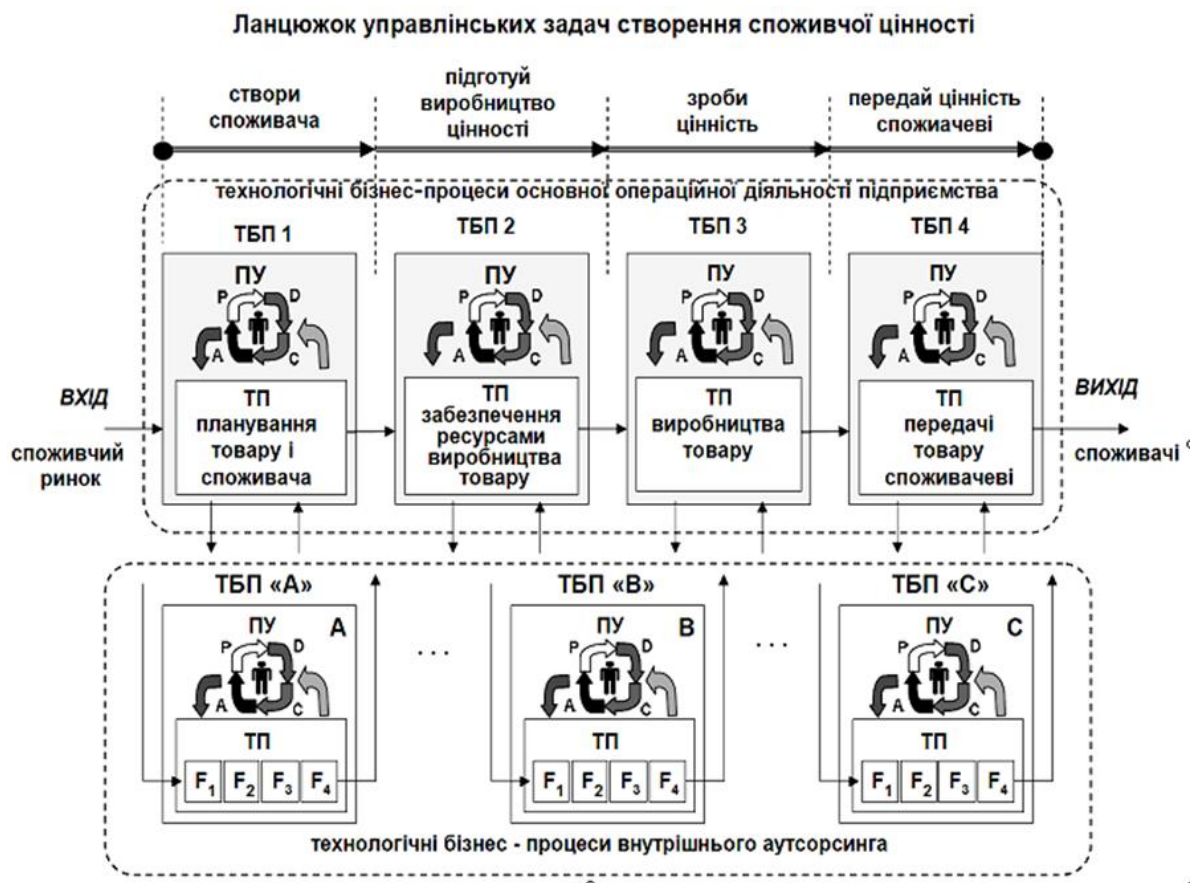 Ланцюжок управлінських задач створення споживчої цінності
створи
споживача
підготуй
виробництво
цінності
зроби
цінність
передай цінність
спожиачеві
технологічні бізнес-процеси основної операційної діяльності підприємства
ТБП 1
ТБП 2
ТБП 3
ТБП 4
ПУ
P
D
A
C
ПУ
P
D
A
C
ПУ
P
D
A
C
ПУ
P
D
A
C
ВХІД
споживчий
ринок
ТП
планування
товару і
споживача
ТП
забезпечення
ресурсами
виробництва
товару
ТП
виробництва
товару
ТП
передачі
товару
споживачеві
ВИХІД
споживачі
ТБП «А»
ТБП «В»
ТБП «С»
ПУ
A
P
D
A
C
ТП
F1 F2 F3 F4
. . .
ПУ
B
P
D
A
C
ТП
F1 F2 F3 F4
. . .
ПУ
C
P
D
A
C
ТП
F1 F2 F3 F4
технологічні бізнес - процеси внутрішнього аутсорсинга